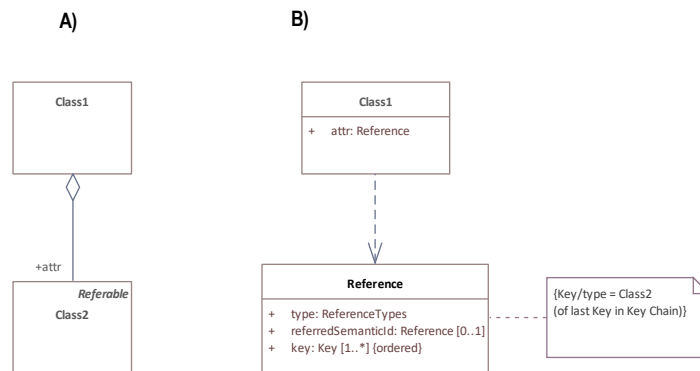 A)
B)
Class1
+attr
Referable
Class2
Class1
+ attr: Reference
Reference
+ type: ReferenceTypes
+ referredSemanticId: Reference [0..1]
+ key: Key [1..*] {ordered}
{Key/type = Class2
(of last Key in Key Chain)}